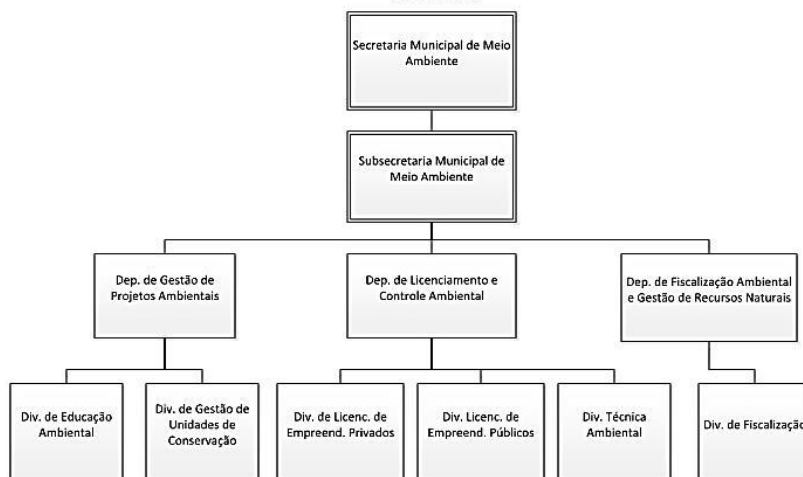 Secretaria Municipal de Meio
Ambiente
Subsecretaria Municipal de
Meio Ambiente
Dep. de Gestão de
Projetos Ambientais
Dep. de Licenciamento e
Controle Ambiental
Dep. de Fiscalização Ambiental
e Gestão de Recursos Naturais
Div. de Educação
Ambiental
Div. de Gestão de
Unidades de
Conservação
Div. de Licenc. de
Empreend. Privados
Div. Licenc. de
Empreend. Públicos
Div. Técnica
Ambiental
Div. de Fiscalização